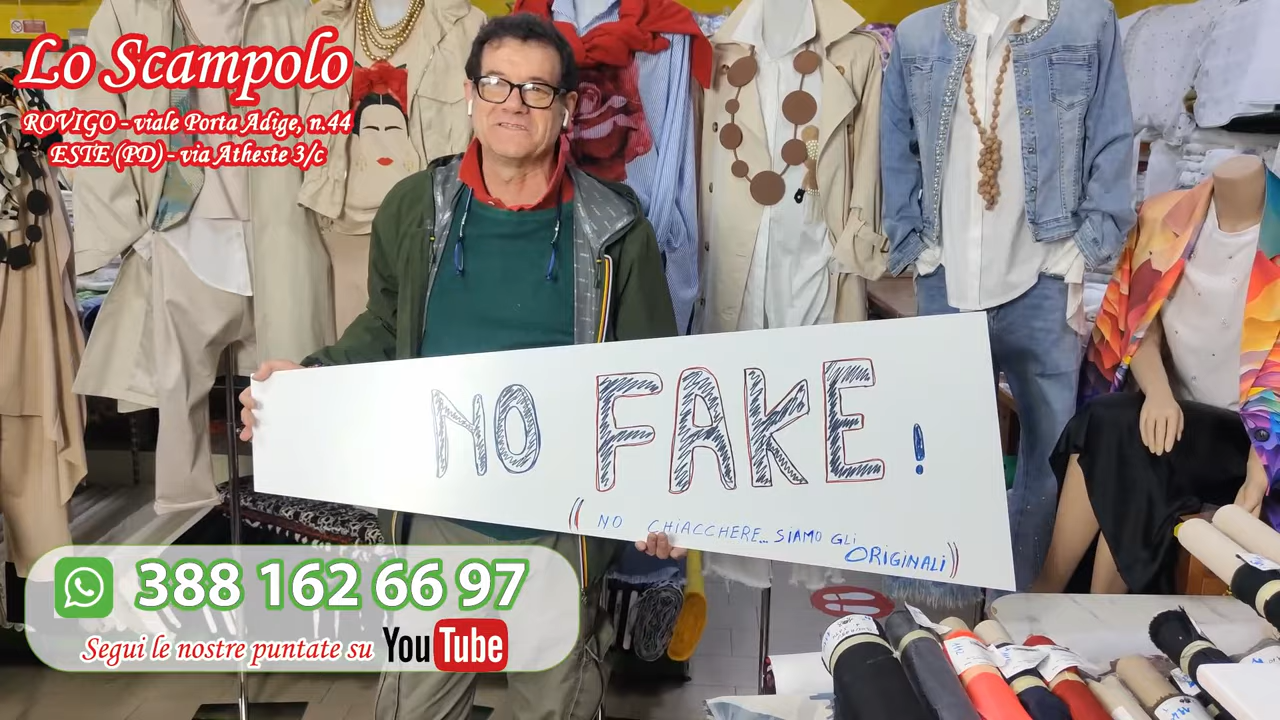 Lo Scampolo
ROVIGO - viale Porta Adige, n.44
ESTE (PD) - via Atheste 3/c
NO FAKE!
(( NO CHIACCHERE... SIAMO GLI
ORIGINALI ))
388 162 66 97
Segui le nostre puntate su YouTube